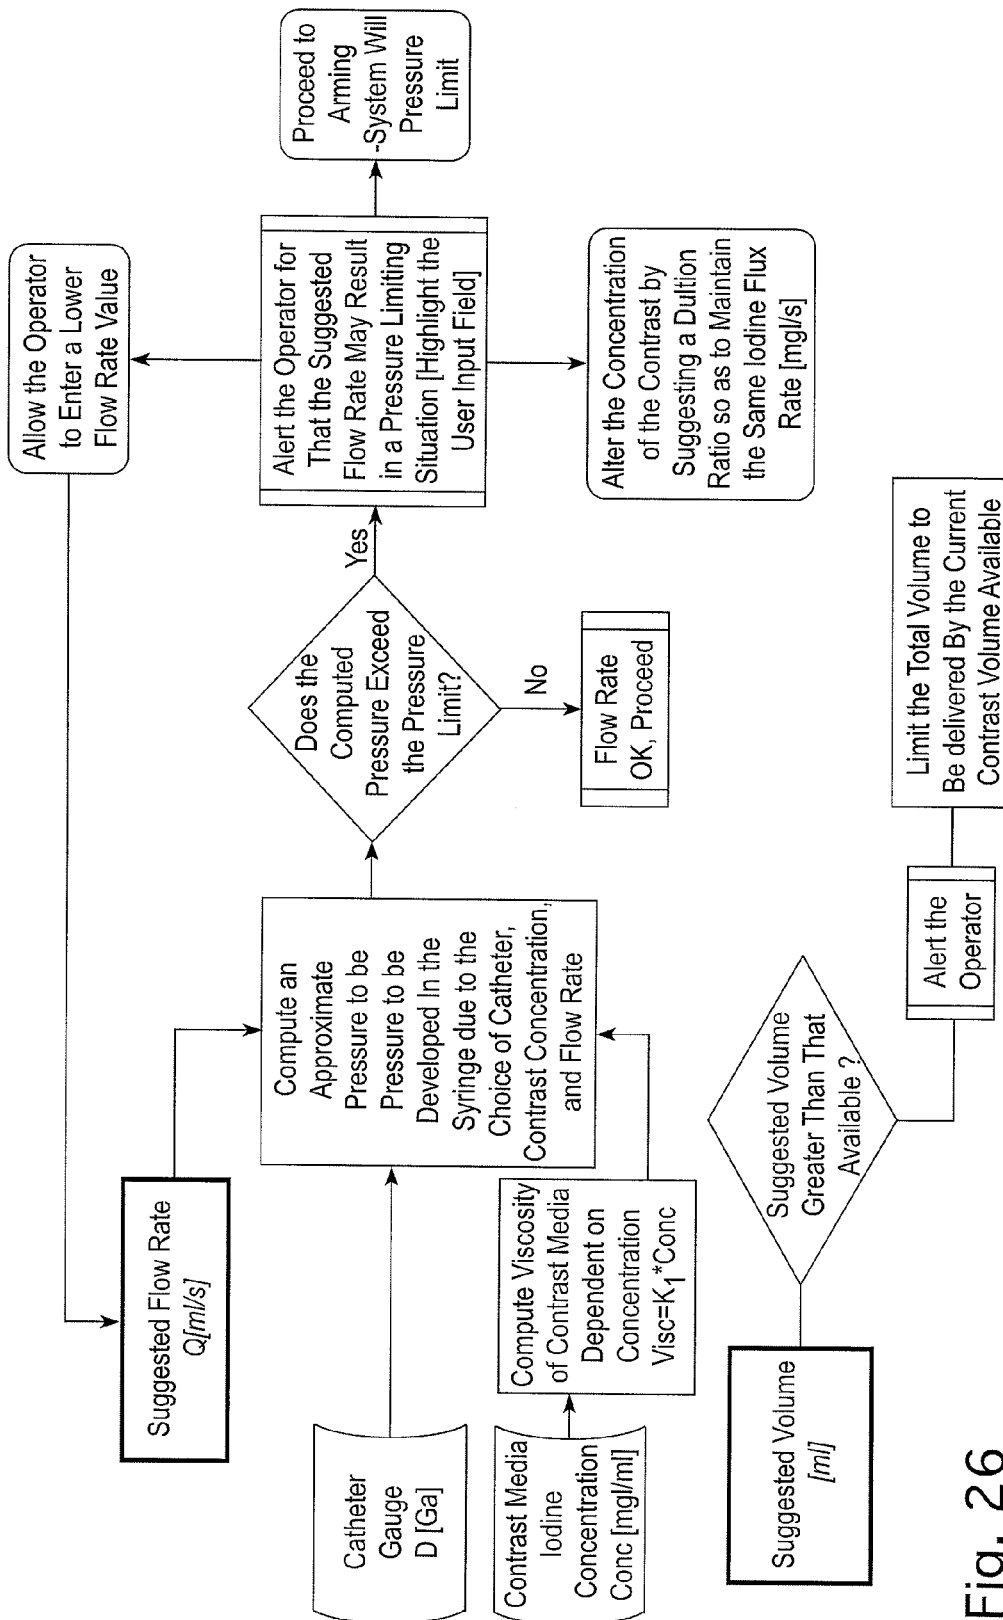 Suggested Flow Rate
Q[ml/s]
Catheter
Gauge
D [Ga]
Contrast Media
Iodine
Concentration
Conc [mgl/ml]
Compute Viscosity
of Contrast Media
Dependent on
Concentration
Visc=K1*Conc
Compute an
Approximate
Pressure to be
Pressure to be
Developed In the
Syringe due to the
Choice of Catheter,
Contrast Concentration,
and Flow Rate
Does the
Computed
Pressure Exceed
the Pressure
Limit?
Yes
No
Flow Rate
OK, Proceed
Allow the Operator
to Enter a Lower
Flow Rate Value
Alert the Operator for
That the Suggested
Flow Rate May Result
in a Pressure Limiting
Situation [Highlight the
User Input Field]
Proceed to
Arming
-System Will
Pressure
Limit
Alter the Concentration
of the Contrast by
Suggesting a Dultion
Ratio so as to Maintain
the Same Iodine Flux
Rate [mgl/s]
Suggested Volume
[ml]
Suggested Volume
Greater Than That
Available ?
Alert the
Operator
Limit the Total Volume to
Be delivered By the Current
Contrast Volume Available
Fig. 26